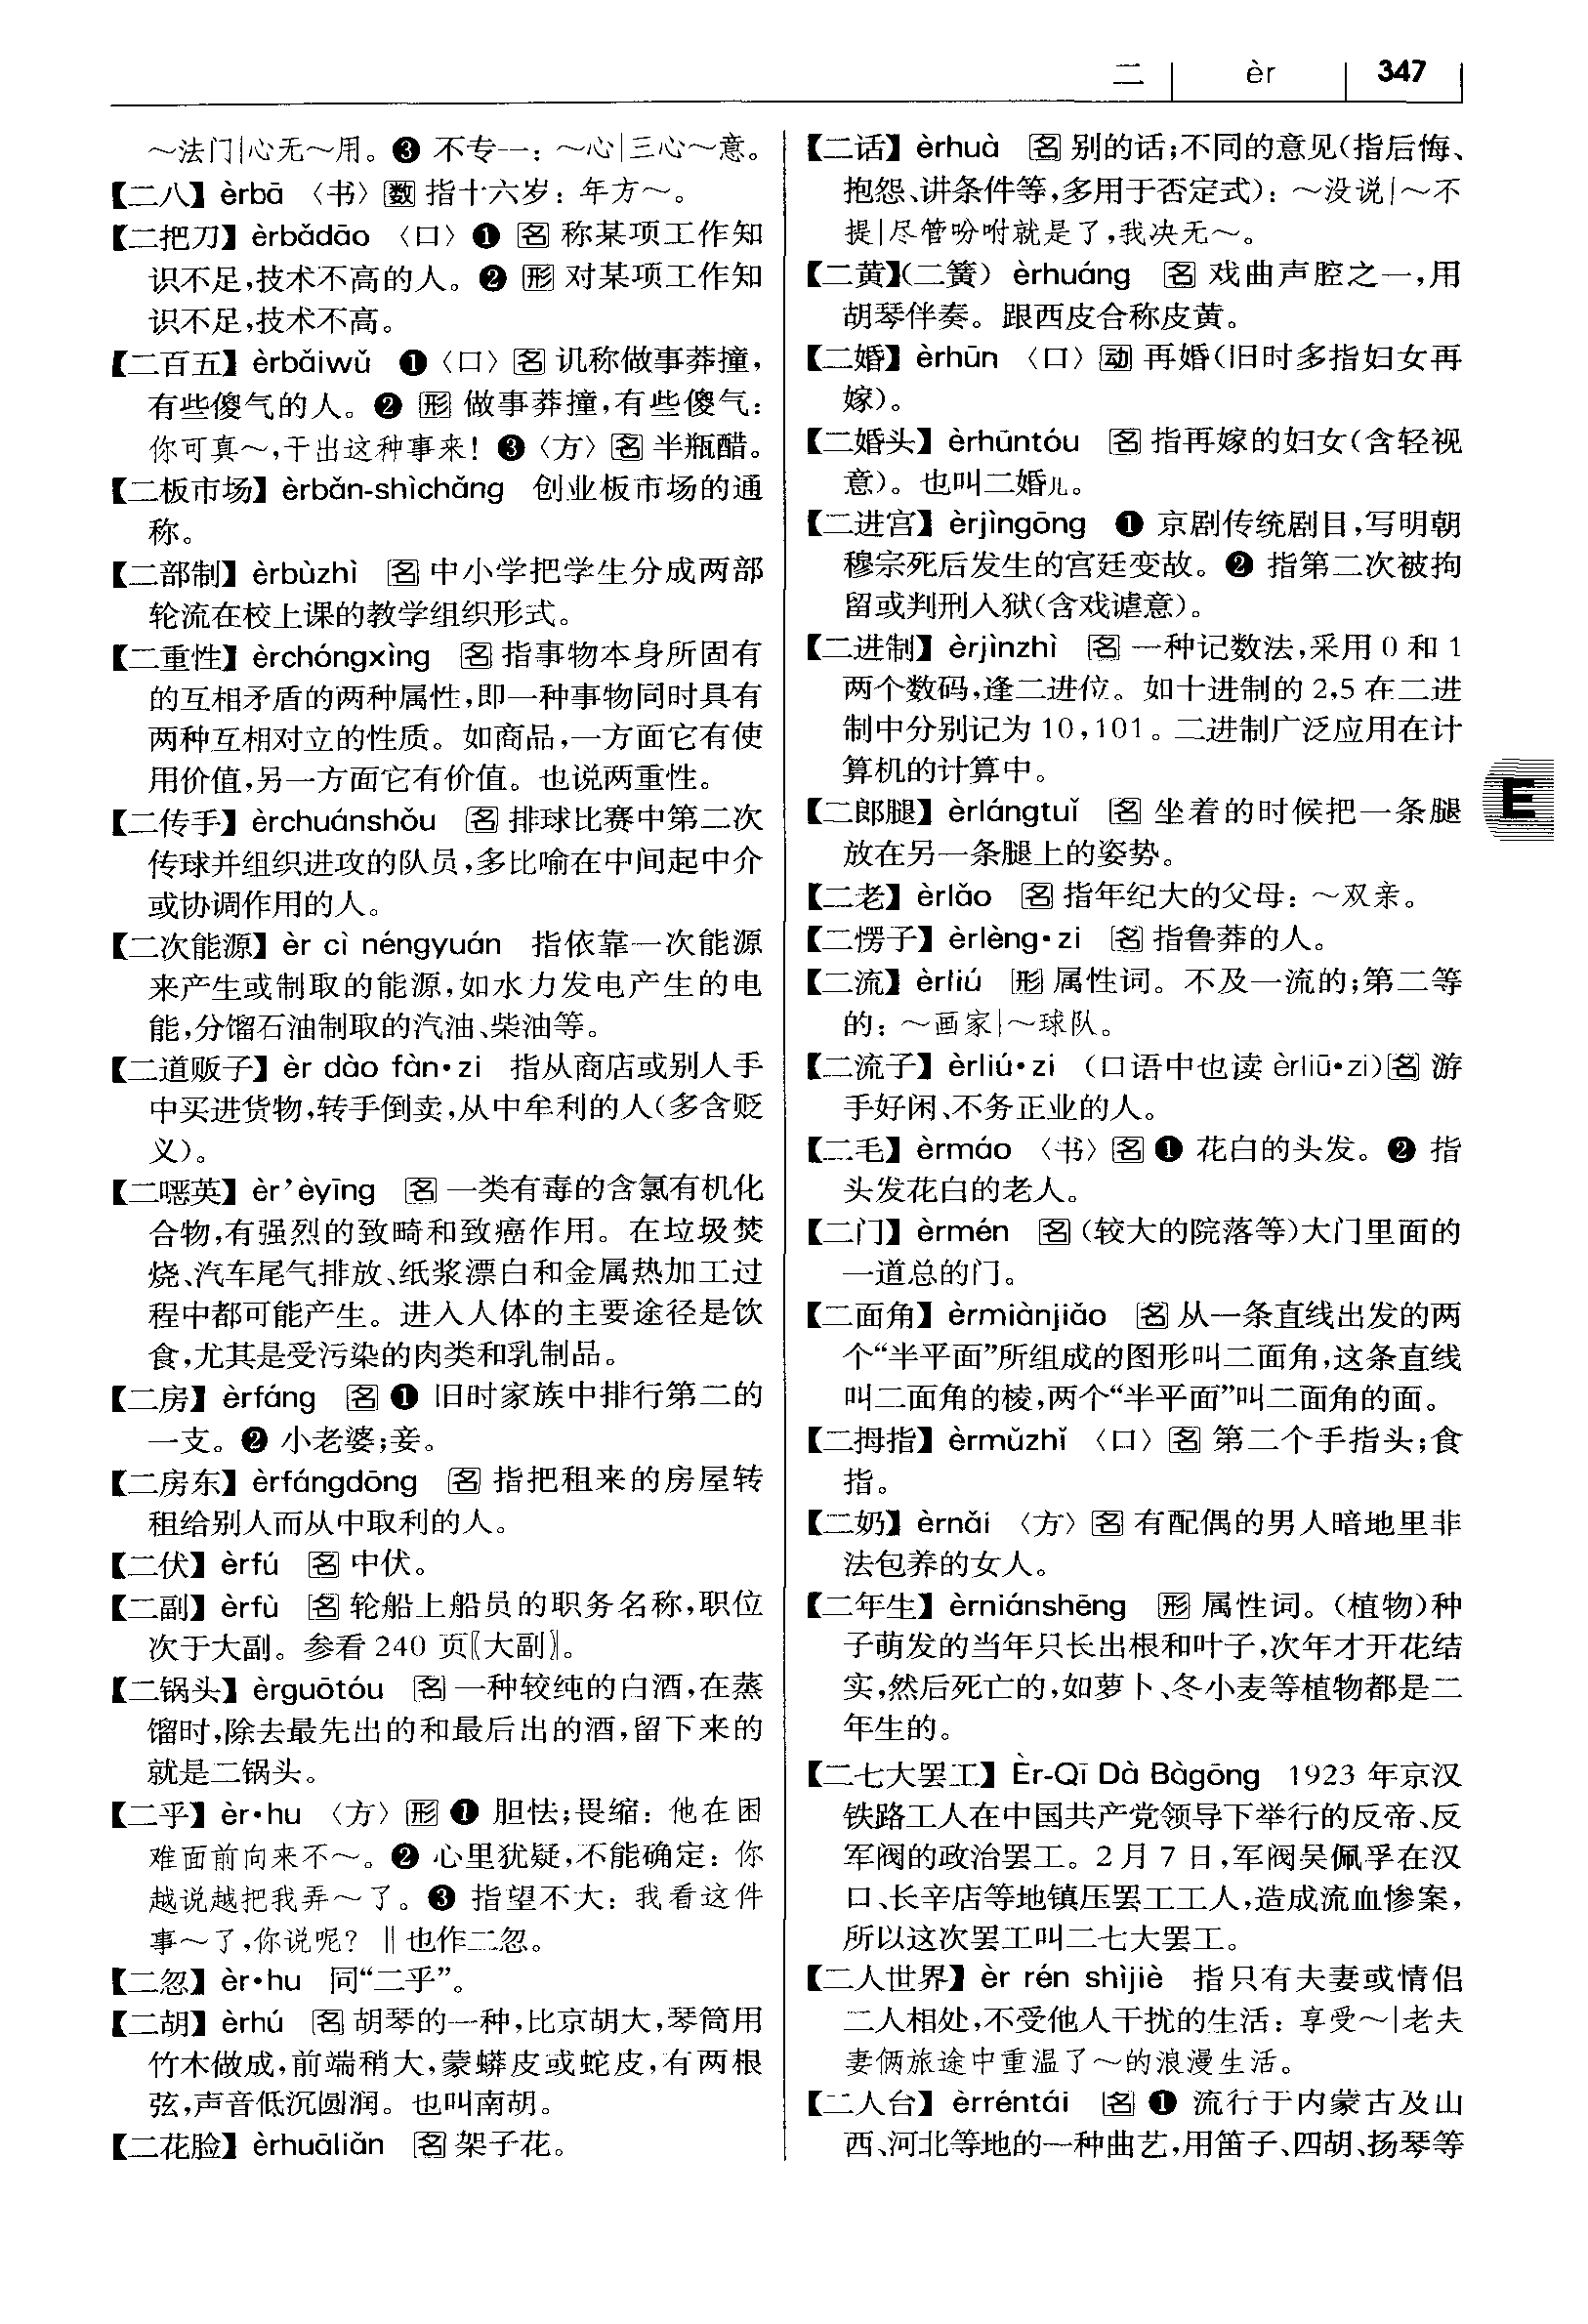 二 èr 347
～法门|心无～用。❸ 不专一：～心|三心～意。
【二八】èrbā 〈书〉[数] 指十六岁：年方～。
【二把刀】èrbǎdāo 〈口〉❶ [名] 称某项工作知
识不足,技术不高的人。❷ [形] 对某项工作知
识不足,技术不高。
【二百五】èrbǎiwǔ ❶〈口〉[名] 讥称做事莽撞,
有些傻气的人。❷ [形] 做事莽撞,有些傻气：
你可真～,干出这种事来! ❸〈方〉[名] 半瓶醋。
【二板市场】èrbǎn-shìchǎng 创业板市场的通
称。
【二部制】èrbùzhì [名] 中小学把学生分成两部
轮流在校上课的教学组织形式。
【二重性】èrchóngxìng [名] 指事物本身所固有
的互相矛盾的两种属性,即一种事物同时具有
两种互相对立的性质。如商品,一方面它有使
用价值,另一方面它有价值。也说两重性。
【二传手】èrchuánshǒu [名] 排球比赛中第二次
传球并组织进攻的队员,多比喻在中间起中介
或协调作用的人。
【二次能源】èr cì néngyuán 指依靠一次能源
来产生或制取的能源,如水力发电产生的电
能,分馏石油制取的汽油、柴油等。
【二道贩子】èr dào fàn•zi 指从商店或别人手
中买进货物,转手倒卖,从中牟利的人(多含贬
义)。
【二噁英】èr’èyīng [名] 一类有毒的含氯有机化
合物,有强烈的致畸和致癌作用。在垃圾焚
烧、汽车尾气排放、纸浆漂白和金属热加工过
程中都可能产生。进入人体的主要途径是饮
食,尤其是受污染的肉类和乳制品。
【二房】èrfáng [名] ❶ 旧时家族中排行第二的
一支。❷ 小老婆;妾。
【二房东】èrfángdōng [名] 指把租来的房屋转
租给别人而从中取利的人。
【二伏】èrfú [名] 中伏。
【二副】èrfù [名] 轮船上船员的职务名称,职位
次于大副。参看 240 页〖大副〗。
【二锅头】èrguōtóu [名] 一种较纯的白酒,在蒸
馏时,除去最先出的和最后出的酒,留下来的
就是二锅头。
【二乎】èr•hu 〈方〉[形] ❶ 胆怯;畏缩：他在困
难面前向来不～。❷ 心里犹疑,不能确定：你
越说越把我弄～了。❸ 指望不大：我看这件
事～了,你说呢? ‖ 也作二忽。
【二忽】èr•hu 同“二乎”。
【二胡】èrhú [名] 胡琴的一种,比京胡大,琴筒用
竹木做成,前端稍大,蒙蟒皮或蛇皮,有两根
弦,声音低沉圆润。也叫南胡。
【二花脸】èrhuāliǎn [名] 架子花。
【二话】èrhuà [名] 别的话;不同的意见(指后悔、
抱怨、讲条件等,多用于否定式)：～没说|～不
提|尽管吩咐就是了,我决无～。
【二黄】(二簧) èrhuáng [名] 戏曲声腔之一,用
胡琴伴奏。跟西皮合称皮黄。
【二婚】èrhūn 〈口〉[动] 再婚(旧时多指妇女再
嫁)。
【二婚头】èrhūntóu [名] 指再嫁的妇女(含轻视
意)。也叫二婚儿。
【二进宫】èrjìngōng ❶ 京剧传统剧目,写明朝
穆宗死后发生的宫廷变故。❷ 指第二次被拘
留或判刑入狱(含戏谑意)。
【二进制】èrjìnzhì [名] 一种记数法,采用 0 和 1
两个数码,逢二进位。如十进制的 2,5 在二进
制中分别记为 10,101。二进制广泛应用在计
算机的计算中。
【二郎腿】èrlángtuǐ [名] 坐着的时候把一条腿
放在另一条腿上的姿势。
E
【二老】èrlǎo [名] 指年纪大的父母：～双亲。
【二愣子】èrlèng•zi [名] 指鲁莽的人。
【二流】èrliú [形] 属性词。不及一流的;第二等
的：～画家|～球队。
【二流子】èrliú•zi (口语中也读 èrliū•zi) [名] 游
手好闲、不务正业的人。
【二毛】èrmáo 〈书〉[名] ❶ 花白的头发。❷ 指
头发花白的老人。
【二门】èrmén [名] (较大的院落等)大门里面的
一道总的门。
【二面角】èrmiànjiǎo [名] 从一条直线出发的两
个“半平面”所组成的图形叫二面角,这条直线
叫二面角的棱,两个“半平面”叫二面角的面。
【二拇指】èrmǔzhǐ 〈口〉[名] 第二个手指头;食
指。
【二奶】èrnǎi 〈方〉[名] 有配偶的男人暗地里非
法包养的女人。
【二年生】èrniánshēng [形] 属性词。(植物)种
子萌发的当年只长出根和叶子,次年才开花结
实,然后死亡的,如萝卜、冬小麦等植物都是二
年生的。
【二七大罢工】Èr-Qī Dà Bàgōng 1923 年京汉
铁路工人在中国共产党领导下举行的反帝、反
军阀的政治罢工。2 月 7 日,军阀吴佩孚在汉
口、长辛店等地镇压罢工工人,造成流血惨案,
所以这次罢工叫二七大罢工。
【二人世界】èr rén shìjiè 指只有夫妻或情侣
二人相处,不受他人干扰的生活：享受～|老夫
妻俩旅途中重温了～的浪漫生活。
【二人台】èrréntái [名] ❶ 流行于内蒙古及山
西、河北等地的一种曲艺,用笛子、四胡、扬琴等